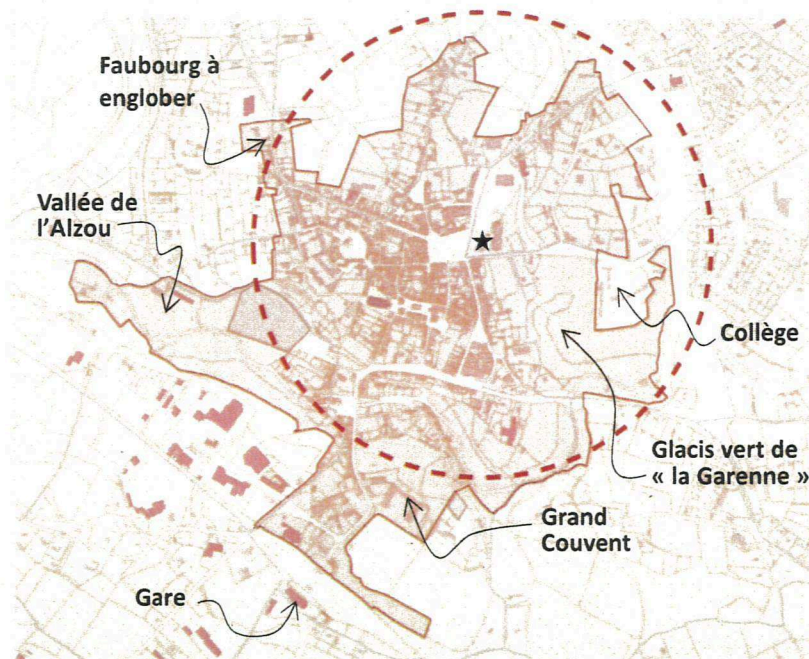 Faubourg à
englober
Vallée de
l'Alzou
Collège
Glacis vert de
« la Garenne »
Grand
Couvent
Gare